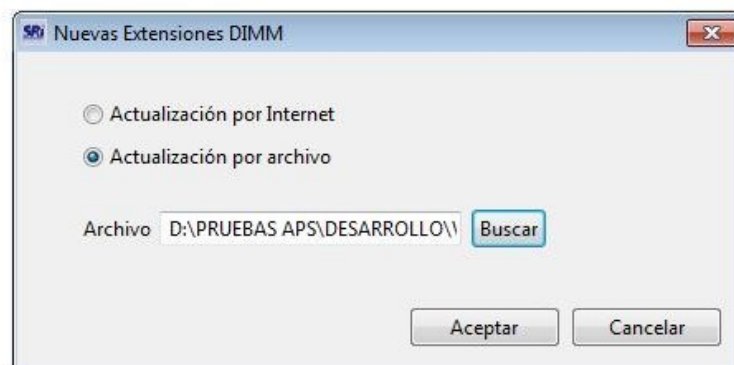 SRi Nuevas Extensiones DIMM
Actualización por Internet
Actualización por archivo
Archivo D:\PRUEBAS APS\DESARROLLO\ Buscar
Aceptar Cancelar